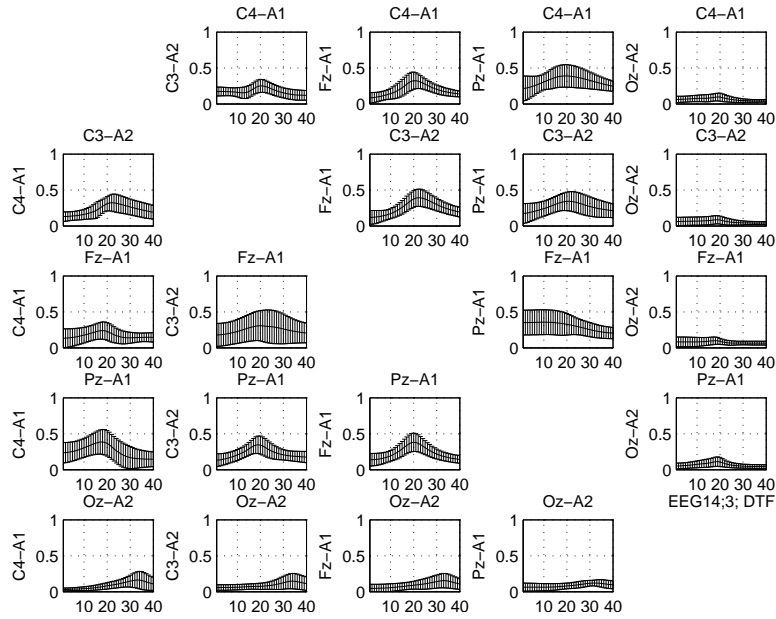 C4−A1 C4−A1 C4−A1 C4−A1
C3−A2 Fz−A1 Pz−A1 Oz−A2
1 1 1 1
0.5 0.5 0.5 0.5
0 0 0 0
10 20 30 40 10 20 30 40 10 20 30 40 10 20 30 40
C3−A2 C3−A2 C3−A2 C3−A2
C4−A1 Fz−A1 Pz−A1 Oz−A2
1 1 1 1
0.5 0.5 0.5 0.5
0 0 0 0
10 20 30 40 10 20 30 40 10 20 30 40 10 20 30 40
Fz−A1 Fz−A1 Fz−A1 Fz−A1
C4−A1 C3−A2 Pz−A1 Oz−A2
1 1 1 1
0.5 0.5 0.5 0.5
0 0 0 0
10 20 30 40 10 20 30 40 10 20 30 40 10 20 30 40
Pz−A1 Pz−A1 Pz−A1 Pz−A1
C4−A1 C3−A2 Fz−A1 Oz−A2
1 1 1 1
0.5 0.5 0.5 0.5
0 0 0 0
10 20 30 40 10 20 30 40 10 20 30 40 10 20 30 40
EEG14;3; DTF
Oz−A2 Oz−A2 Oz−A2 Oz−A2
C4−A1 C3−A2 Fz−A1 Pz−A1
1 1 1 1
0.5 0.5 0.5 0.5
0 0 0 0
10 20 30 40 10 20 30 40 10 20 30 40 10 20 30 40